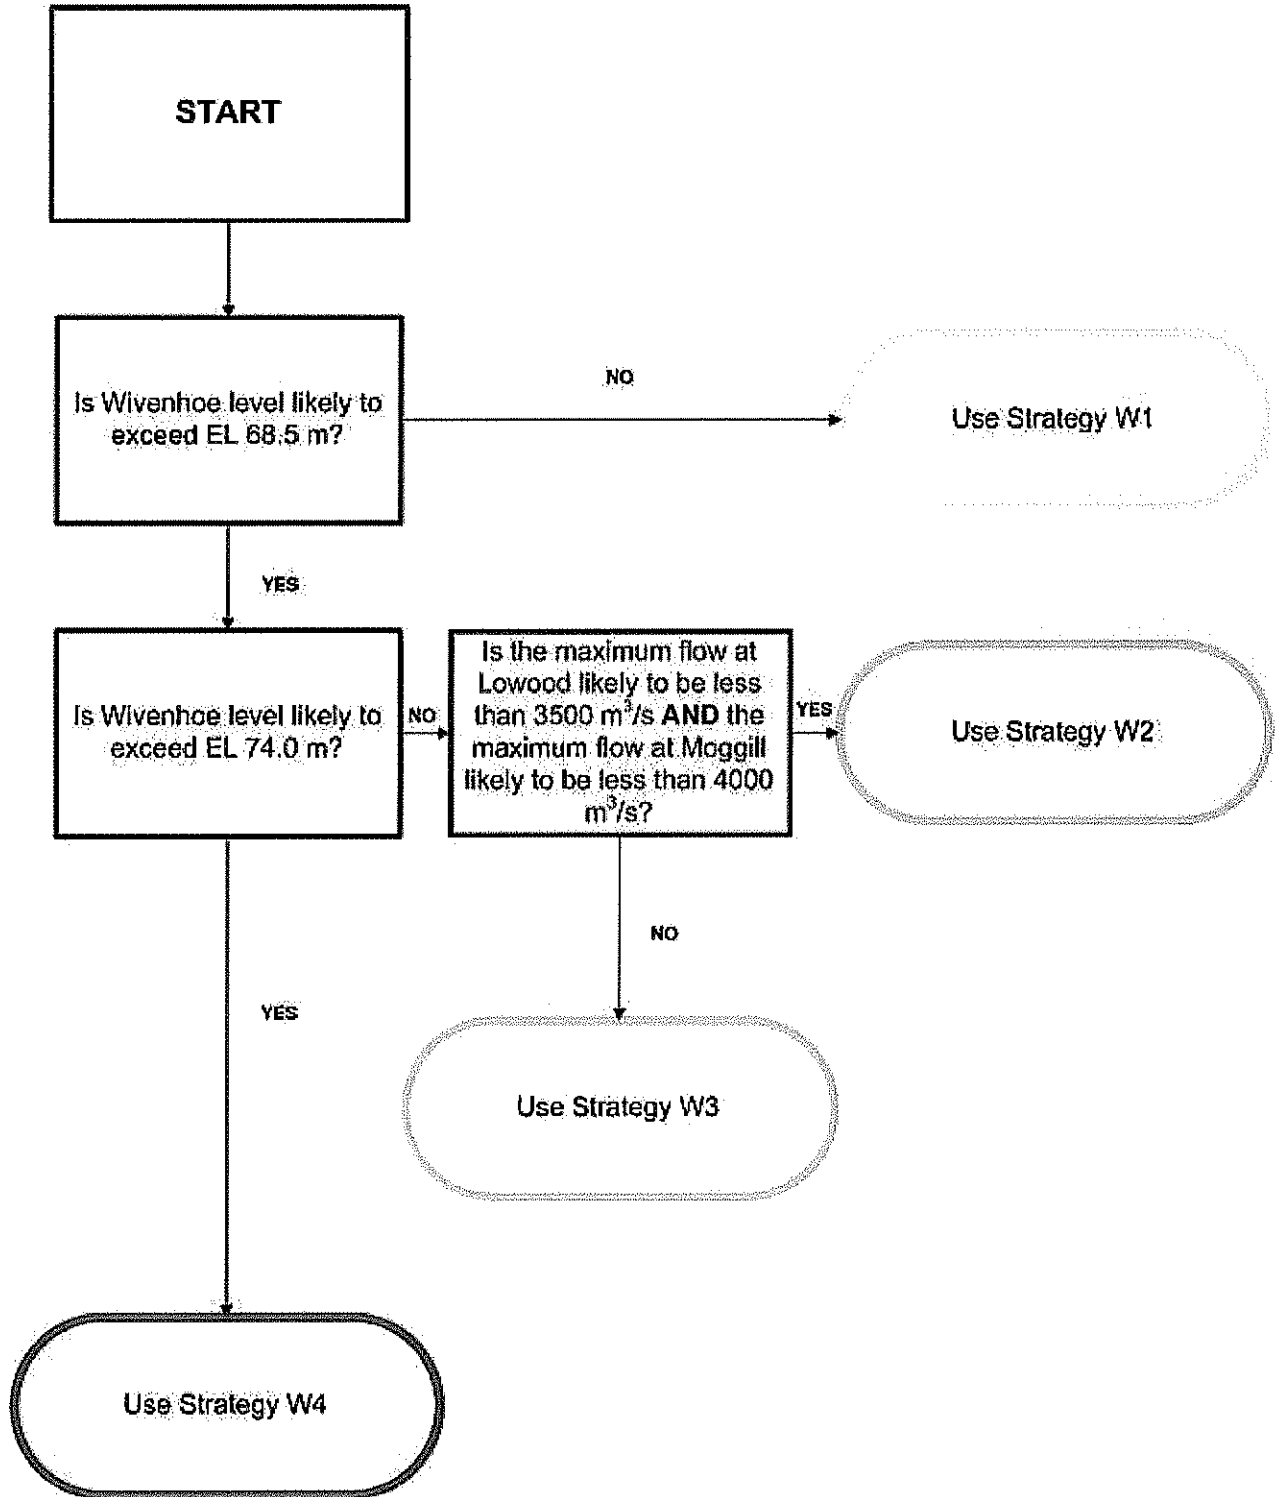 START
Is Wivenhoe level likely to
exceed EL 68.5 m?
NO
Use Strategy W1
YES
Is Wivenhoe level likely to
exceed EL 74.0 m?
NO
Is the maximum flow at
Lowood likely to be less
than 3500 m³/s AND the
maximum flow at Moggill
likely to be less than 4000
m³/s?
YES
Use Strategy W2
NO
YES
Use Strategy W3
Use Strategy W4